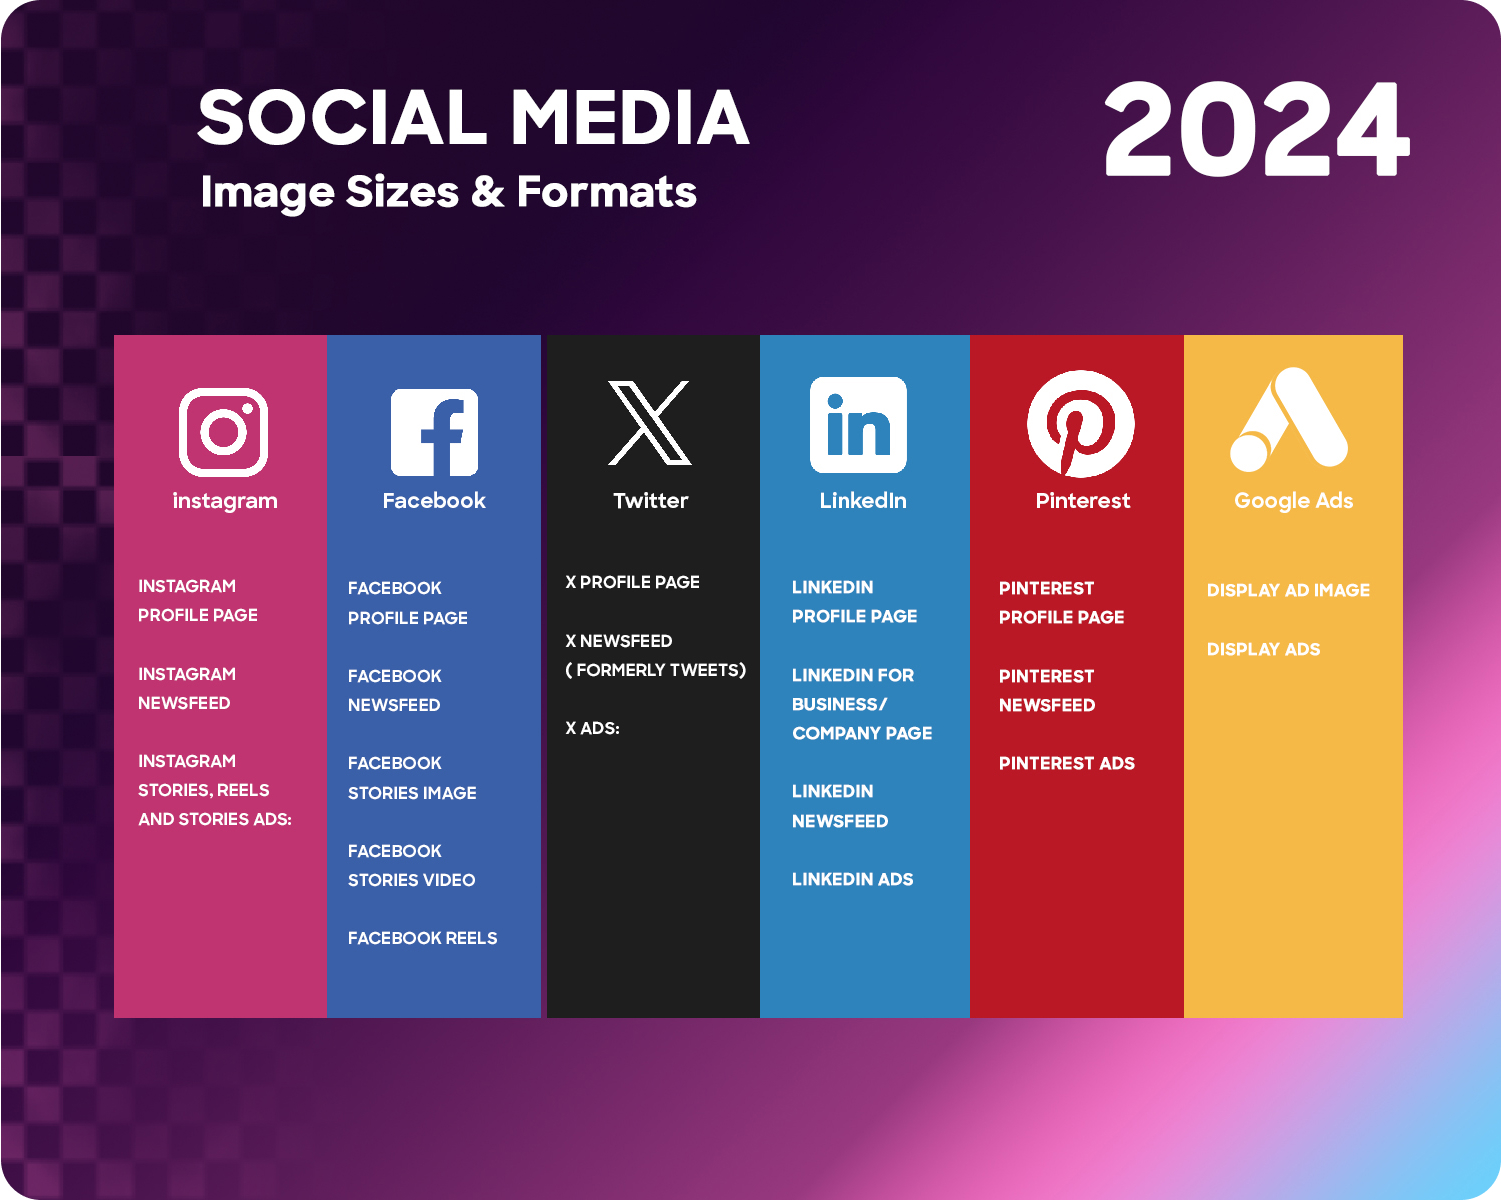 SOCIAL MEDIA
Image Sizes & Formats
2024
instagram
INSTAGRAM
PROFILE PAGE
INSTAGRAM
NEWSFEED
INSTAGRAM
STORIES, REELS
AND STORIES ADS:
Facebook
FACEBOOK
PROFILE PAGE
FACEBOOK
NEWSFEED
FACEBOOK
STORIES IMAGE
FACEBOOK
STORIES VIDEO
FACEBOOK REELS
Twitter
X PROFILE PAGE
X NEWSFEED
( FORMERLY TWEETS)
X ADS:
in
LinkedIn
LINKEDIN
PROFILE PAGE
LINKEDIN FOR
BUSINESS/
COMPANY PAGE
LINKEDIN
NEWSFEED
LINKEDIN ADS
Pinterest
PINTEREST
PROFILE PAGE
PINTEREST
NEWSFEED
PINTEREST ADS
Google Ads
DISPLAY AD IMAGE
DISPLAY ADS